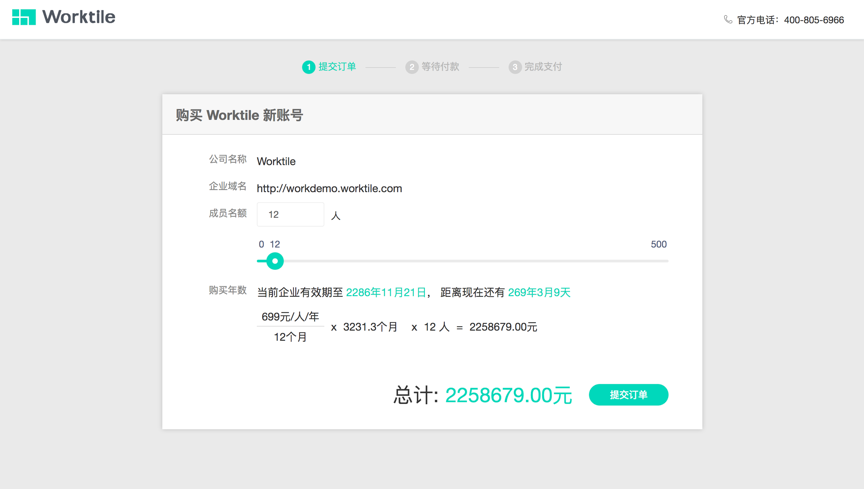 Worktile
官方电话：400-805-6966
1 提交订单 2 等待付款 3 完成支付
购买 Worktile 新账号
公司名称 Worktile
企业域名 http://workdemo.worktile.com
成员名额 12 人
0 12 500
购买年数 当前企业有效期至 2286年11月21日， 距离现在还有 269年3月9天
699元/人/年
12个月
x 3231.3个月 x 12 人 = 2258679.00元
总计: 2258679.00元 提交订单